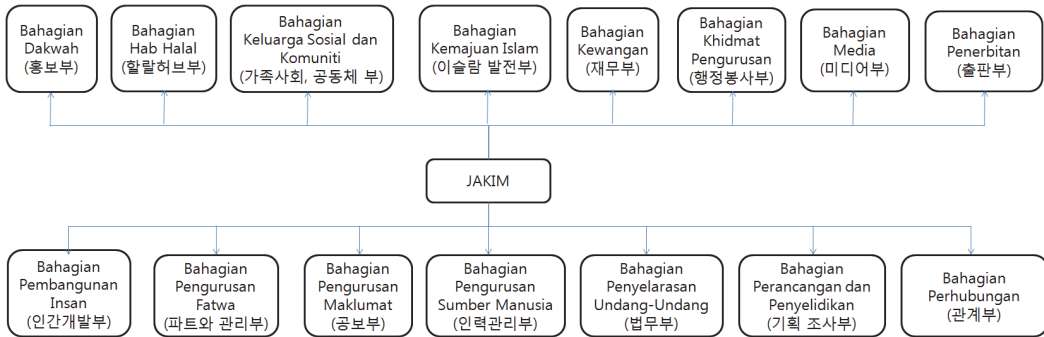 Bahagian
Dakwah
(홍보부)
Bahagian
Hab Halal
(할랄허브부)
Bahagian
Keluarga Sosial dan
Komuniti
(가족사회, 공동체 부)
Bahagian
Kemajuan Islam
(이슬람 발전부)
Bahagian
Kewangan
(재무부)
Bahagian
Khidmat
Pengurusan
(행정봉사부)
Bahagian
Media
(미디어부)
Bahagian
Penerbitan
(출판부)
JAKIM
Bahagian
Pembangunan
Insan
(인간개발부)
Bahagian
Pengurusan
Fatwa
(파트와 관리부)
Bahagian
Pengurusan
Maklumat
(공보부)
Bahagian
Pengurusan
Sumber Manusia
(인력관리부)
Bahagian
Penyelarasan
Undang-Undang
(법무부)
Bahagian
Perancangan dan
Penyelidikan
(기획 조사부)
Bahagian
Perhubungan
(관계부)